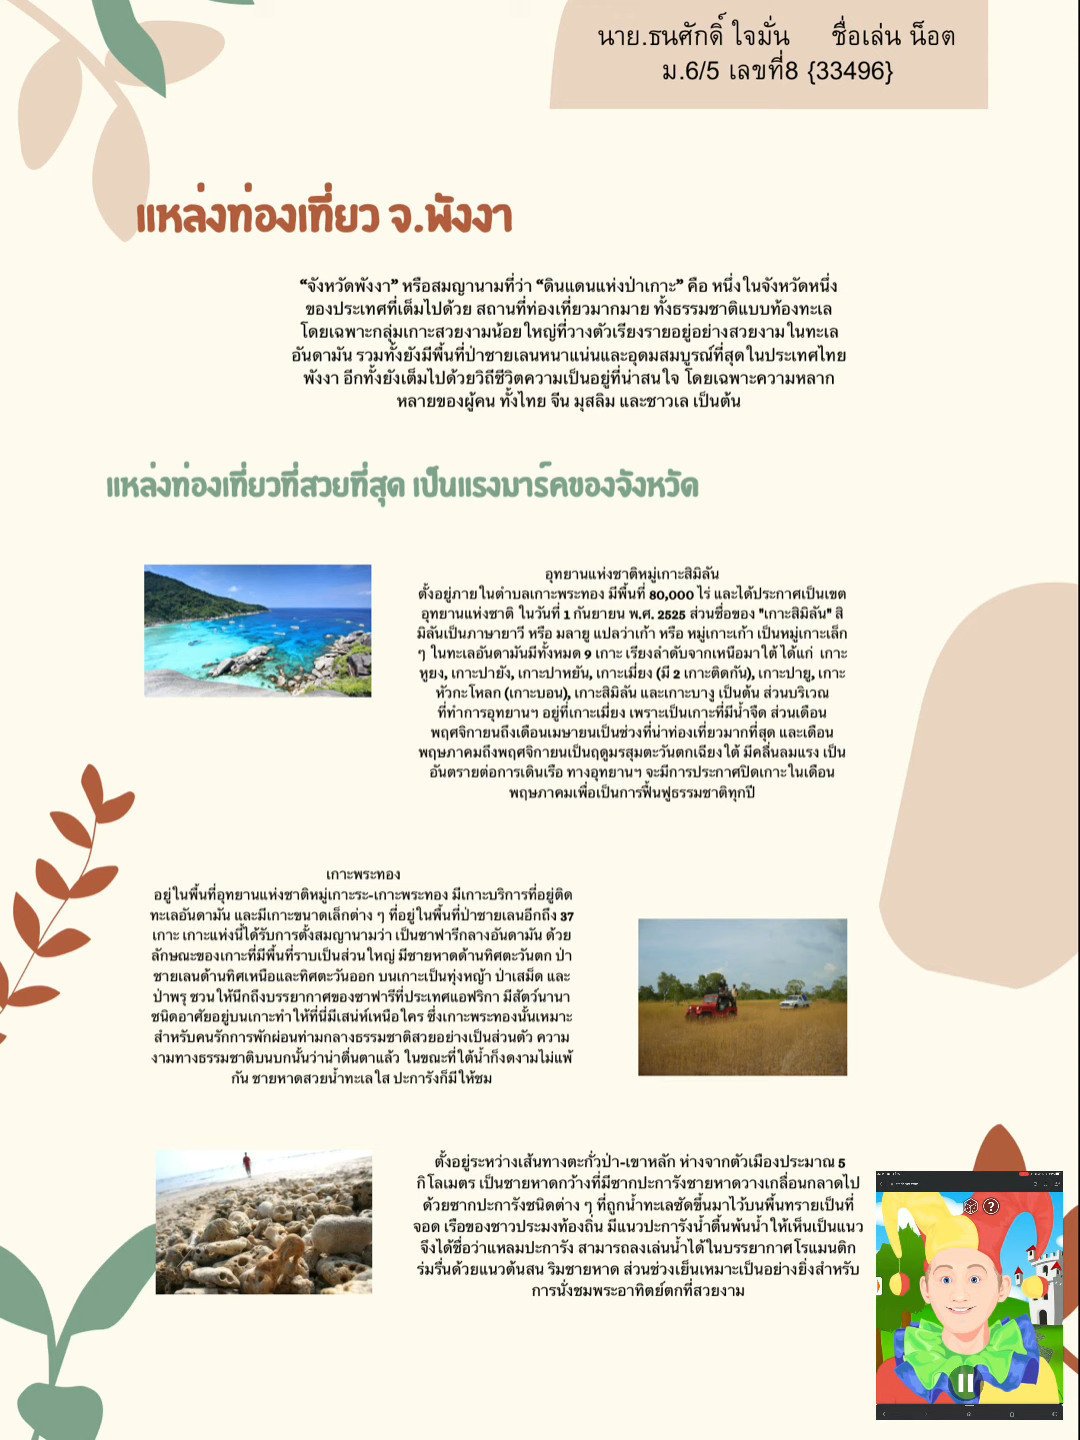 นาย.ธนศักดิ์ ใจมั่น ชื่อเล่น น็อต
ม.6/5 เลขที่8 {33496}
แหล่งท่องเที่ยว จ.พังงา
“จังหวัดพังงา” หรือสมญานามที่ว่า “ดินแดนแห่งป่าเกาะ” คือ หนึ่งในจังหวัดหนึ่ง
ของประเทศที่เต็มไปด้วย สถานที่ท่องเที่ยวมากมาย ทั้งธรรมชาติแบบท้องทะเล
โดยเฉพาะกลุ่มเกาะสวยงามน้อยใหญ่ที่วางตัวเรียงรายอยู่อย่างสวยงามในทะเล
อันดามัน รวมทั้งยังมีพื้นที่ป่าชายเลนหนาแน่นและอุดมสมบูรณ์ที่สุดในประเทศไทย
พังงา อีกทั้งยังเต็มไปด้วยวิถีชีวิตความเป็นอยู่ที่น่าสนใจ โดยเฉพาะความหลาก
หลายของผู้คน ทั้งไทย จีน มุสลิม และชาวเล เป็นต้น
แหล่งท่องเที่ยวที่สวยที่สุด เป็นแรงมาร์คของจังหวัด
อุทยานแห่งชาติหมู่เกาะสิมิลัน
ตั้งอยู่ภายในตำบลเกาะพระทอง มีพื้นที่ 80,000 ไร่ และได้ประกาศเป็นเขต
อุทยานแห่งชาติ ในวันที่ 1 กันยายน พ.ศ. 2525 ส่วนชื่อของ "เกาะสิมิลัน" สิ
มิลันเป็นภาษายาวี หรือ มลายู แปลว่าเก้า หรือ หมู่เกาะเก้า เป็นหมู่เกาะเล็ก
ๆ ในทะเลอันดามันมีทั้งหมด 9 เกาะ เรียงลำดับจากเหนือมาใต้ ได้แก่ เกาะ
หูยง, เกาะปายัง, เกาะปาหยัน, เกาะเมี่ยง (มี 2 เกาะติดกัน), เกาะปายู, เกาะ
หัวกะโหลก (เกาะบอน), เกาะสิมิลัน และเกาะบางู เป็นต้น ส่วนบริเวณ
ที่ทำการอุทยานฯ อยู่ที่เกาะเมี่ยง เพราะเป็นเกาะที่มีน้ำจืด ส่วนเดือน
พฤศจิกายนถึงเดือนเมษายนเป็นช่วงที่น่าท่องเที่ยวมากที่สุด และเดือน
พฤษภาคมถึงพฤศจิกายนเป็นฤดูมรสุมตะวันตกเฉียงใต้ มีคลื่นลมแรง เป็น
อันตรายต่อการเดินเรือ ทางอุทยานฯ จะมีการประกาศปิดเกาะในเดือน
พฤษภาคมเพื่อเป็นการฟื้นฟูธรรมชาติทุกปี
เกาะพระทอง
อยู่ในพื้นที่อุทยานแห่งชาติหมู่เกาะระ-เกาะพระทอง มีเกาะบริการที่อยู่ติด
ทะเลอันดามัน และมีเกาะขนาดเล็กต่าง ๆ ที่อยู่ในพื้นที่ป่าชายเลนอีกถึง 37
เกาะ เกาะแห่งนี้ได้รับการตั้งสมญานามว่า เป็นซาฟารีกลางอันดามัน ด้วย
ลักษณะของเกาะที่มีพื้นที่ราบเป็นส่วนใหญ่ มีชายหาดด้านทิศตะวันตก ป่า
ชายเลนด้านทิศเหนือและทิศตะวันออก บนเกาะเป็นทุ่งหญ้า ป่าเสม็ด และ
ป่าพรุ ชวนให้นึกถึงบรรยากาศของซาฟารีที่ประเทศแอฟริกา มีสัตว์นานา
ชนิดอาศัยอยู่บนเกาะทำให้ที่นี่มีเสน่ห์เหนือใคร ซึ่งเกาะพระทองนั้นเหมาะ
สำหรับคนรักการพักผ่อนท่ามกลางธรรมชาติสวยอย่างเป็นส่วนตัว ความ
งามทางธรรมชาติบนบกนั้นว่าน่าตื่นตาแล้ว ในขณะที่ใต้น้ำก็งดงามไม่แพ้
กัน ชายหาดสวยน้ำทะเลใส ปะการังก็มีให้ชม
ตั้งอยู่ระหว่างเส้นทางตะกั่วป่า-เขาหลัก ห่างจากตัวเมืองประมาณ 5
กิโลเมตร เป็นชายหาดกว้างที่มีซากปะการังชายหาดวางเกลื่อนกลาดไป
ด้วยซากปะการังชนิดต่าง ๆ ที่ถูกน้ำทะเลซัดขึ้นมาไว้บนพื้นทรายเป็นที่
จอด เรือของชาวประมงท้องถิ่น มีแนวปะการังน้ำตื้นพ้นน้ำให้เห็นเป็นแนว
จึงได้ชื่อว่าแหลมปะการัง สามารถลงเล่นน้ำได้ในบรรยากาศโรแมนติก
ร่มรื่นด้วยแนวต้นสน ริมชายหาด ส่วนช่วงเย็นเหมาะเป็นอย่างยิ่งสำหรับ
การนั่งชมพระอาทิตย์ตกที่สวยงาม